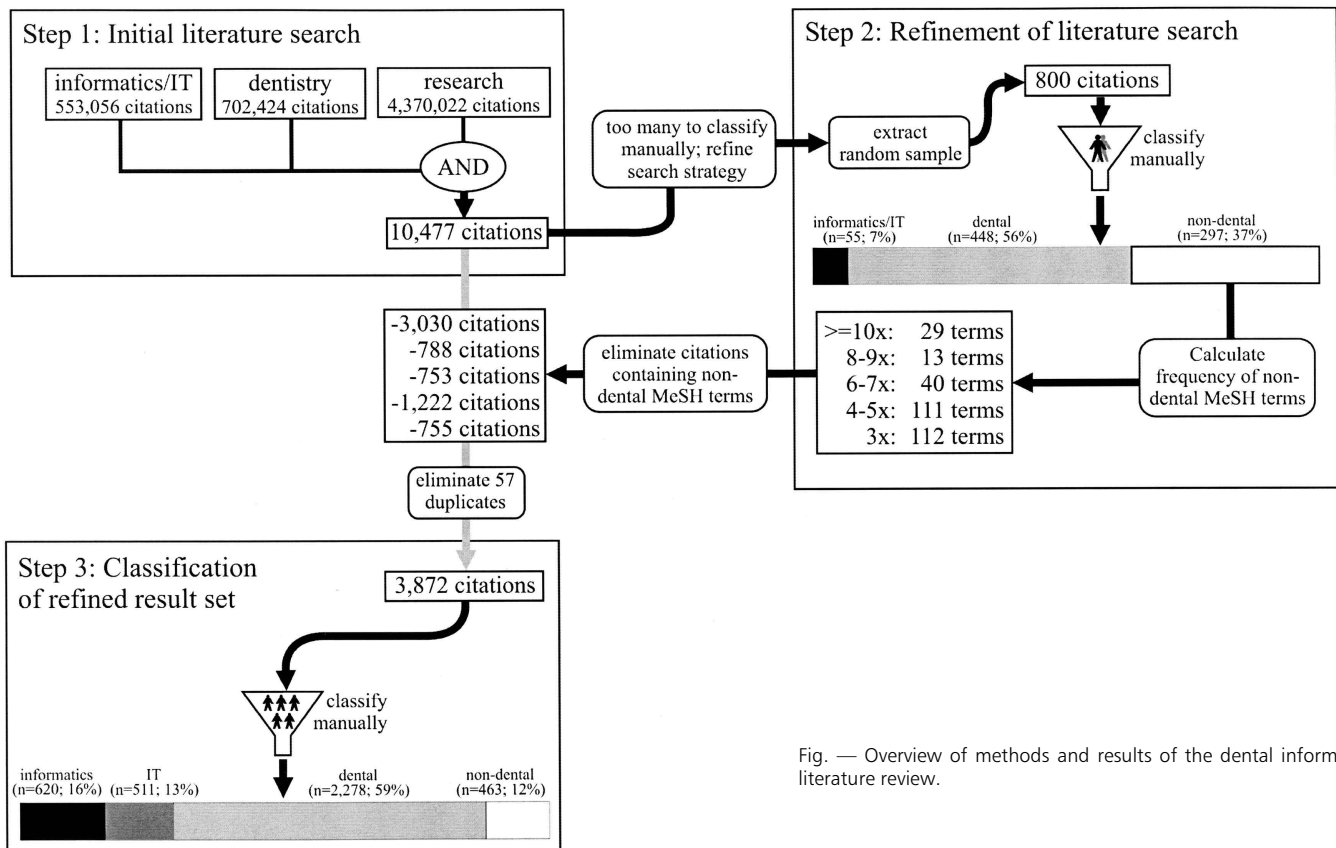 Step 1: Initial literature search
informatics/IT
553,056 citations
dentistry
702,424 citations
research
4,370,022 citations
AND
10,477 citations
too many to classify
manually; refine
search strategy
Step 2: Refinement of literature search
extract
random sample
800 citations
classify
manually
informatics/IT
(n=55; 7%)
dental
(n=448; 56%)
non-dental
(n=297; 37%)
Calculate
frequency of non-
dental MeSH terms
>=10x: 29 terms
8-9x: 13 terms
6-7x: 40 terms
4-5x: 111 terms
3x: 112 terms
eliminate citations
containing non-
dental MeSH terms
-3,030 citations
-788 citations
-753 citations
-1,222 citations
-755 citations
eliminate 57
duplicates
Step 3: Classification
of refined result set
3,872 citations
classify
manually
informatics
(n=620; 16%)
IT
(n=511; 13%)
dental
(n=2,278; 59%)
non-dental
(n=463; 12%)
Fig. — Overview of methods and results of the dental inform
literature review.